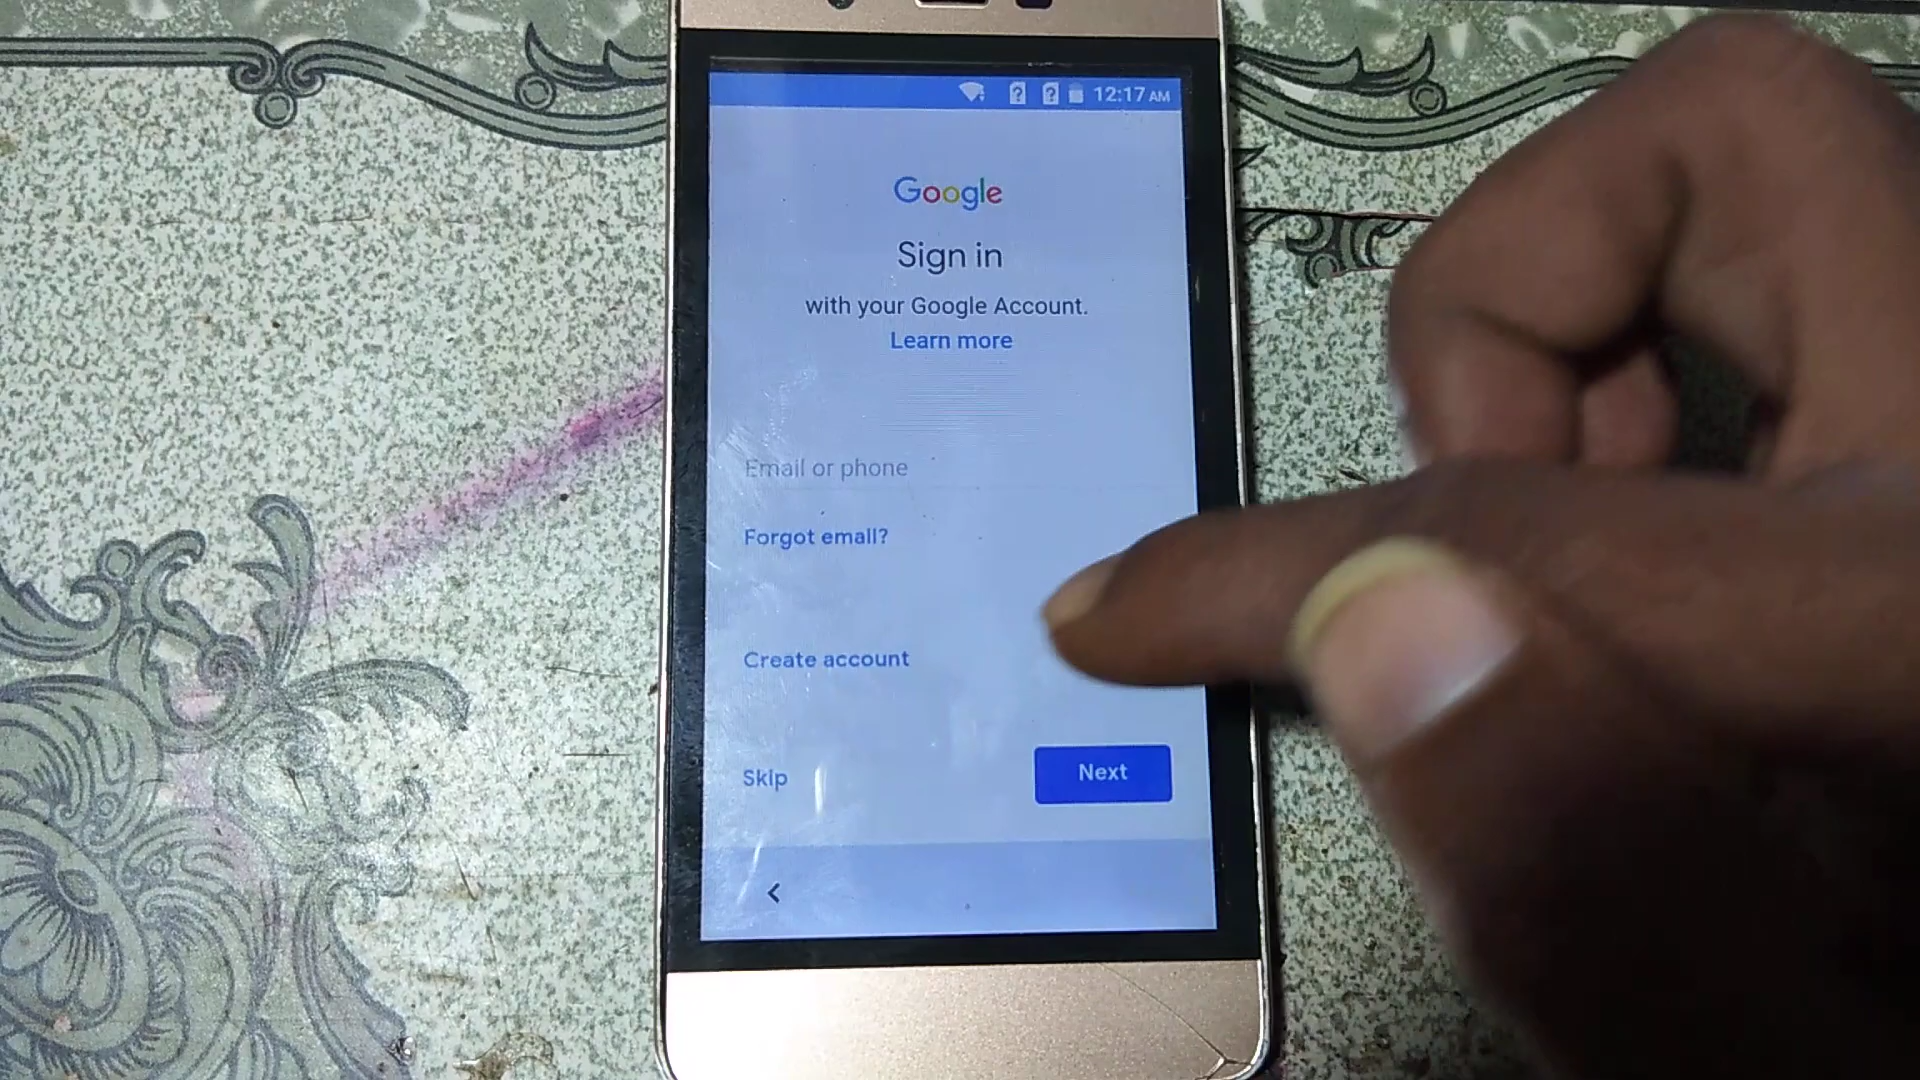 ? ? 12:17 AM
Google
Sign in
with your Google Account.
Learn more
Email or phone
Forgot email?
Create account
Skip
Next